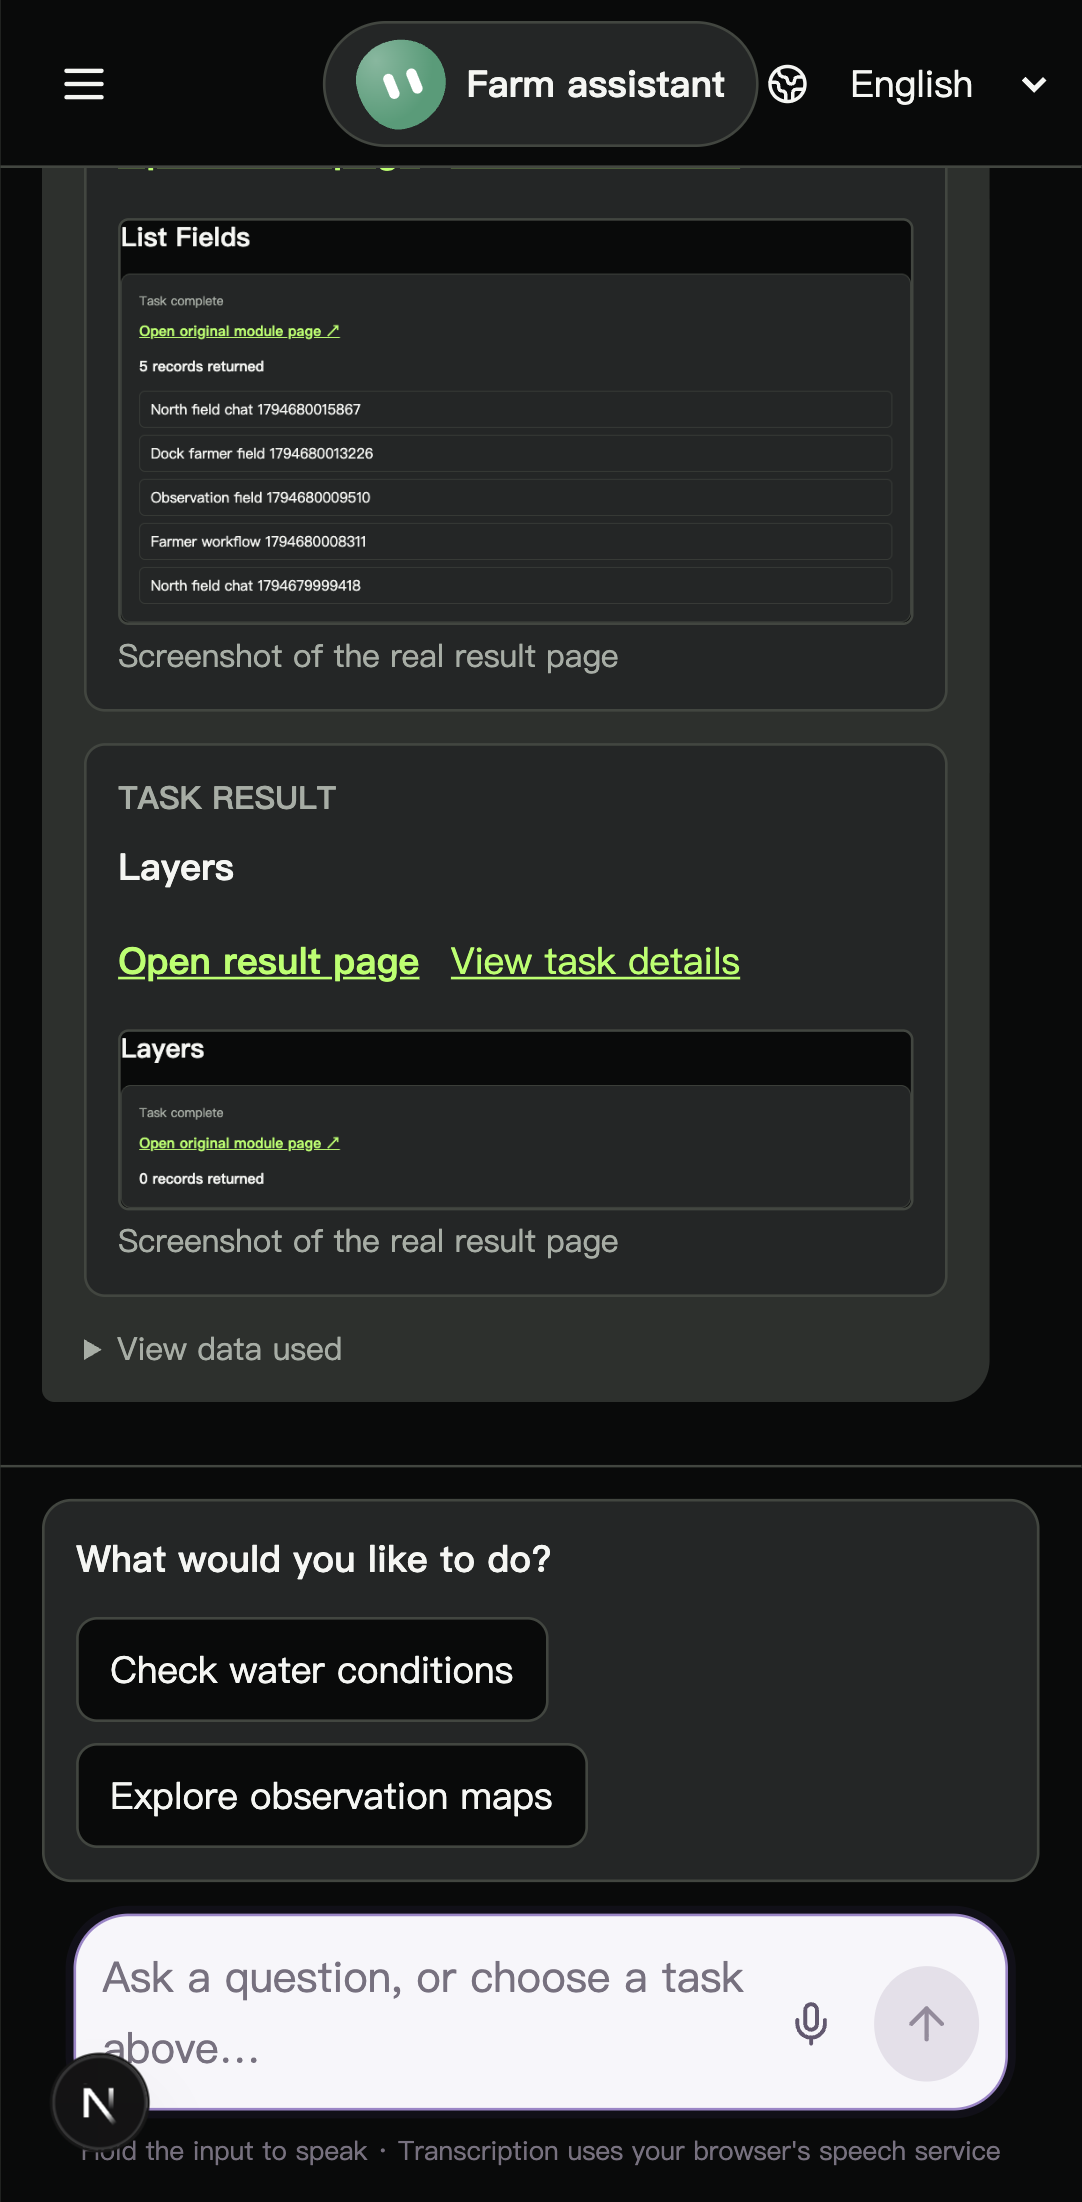 Farm assistant
English
List Fields
Task complete
Open original module page ↗
5 records returned
North field chat 1794680015867
Dock farmer field 1794680013226
Observation field 1794680009510
Farmer workflow 1794680008311
North field chat 1794679999418
Screenshot of the real result page
TASK RESULT
Layers
Open result page View task details
Layers
Task complete
Open original module page ↗
0 records returned
Screenshot of the real result page
View data used
What would you like to do?
Check water conditions
Explore observation maps
Ask a question, or choose a task
above...
N
Hold the input to speak · Transcription uses your browser's speech service